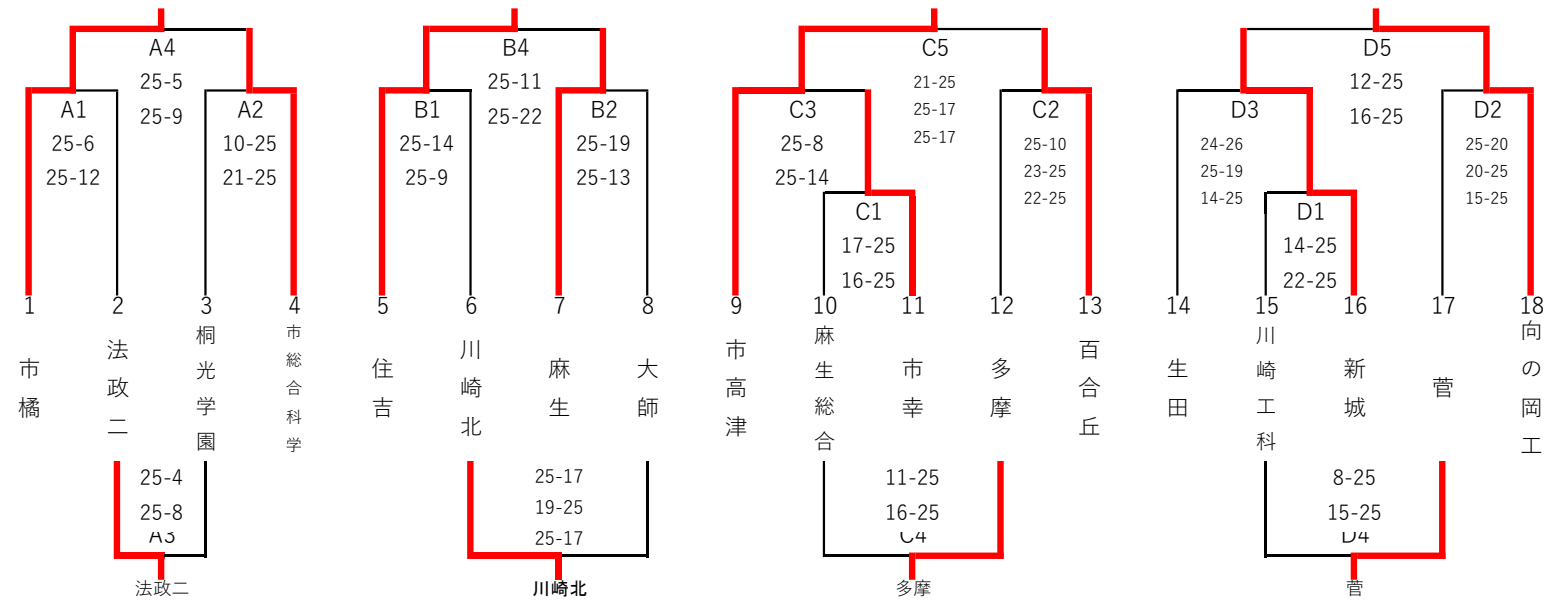 A4
25-5
25-9
A1
25-6
25-12
A2
10-25
21-25
B4
25-11
25-22
B1
25-14
25-9
B2
25-19
25-13
C5
21-25
25-17
25-17
C3
25-8
25-14
C2
25-10
23-25
22-25
C1
17-25
16-25
D5
12-25
16-25
D3
24-26
25-19
14-25
D2
25-20
20-25
15-25
D1
14-25
22-25
1 2 3 4 5 6 7 8 9 10 11 12 13 14 15 16 17 18
市橘
法政二
桐光学園
市総合科学
住吉
川崎北
麻生
大師
市高津
麻生総合
市幸
多摩
百合丘
生田
川崎工科
新城
菅
向の岡工
25-4
25-8
A3
法政二
25-17
19-25
25-17
川崎北
11-25
16-25
C4
多摩
8-25
15-25
D4
菅